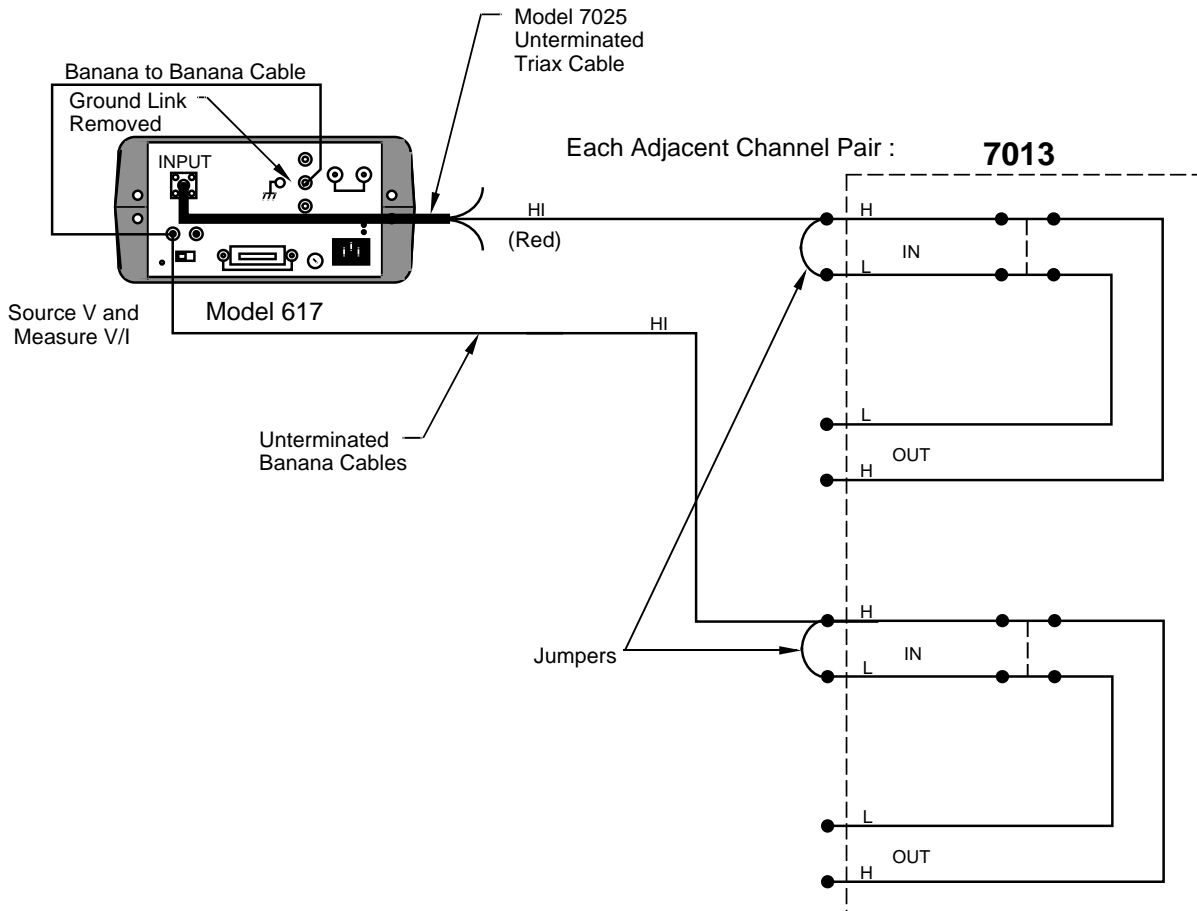 Model 7025
Unterminated
Triax Cable
Banana to Banana Cable
Ground Link
Removed
INPUT
Each Adjacent Channel Pair :
7013
HI
(Red)
H
IN
L
Source V and
Measure V/I
Model 617
HI
L
OUT
H
Unterminated
Banana Cables
H
IN
L
Jumpers
L
OUT
H